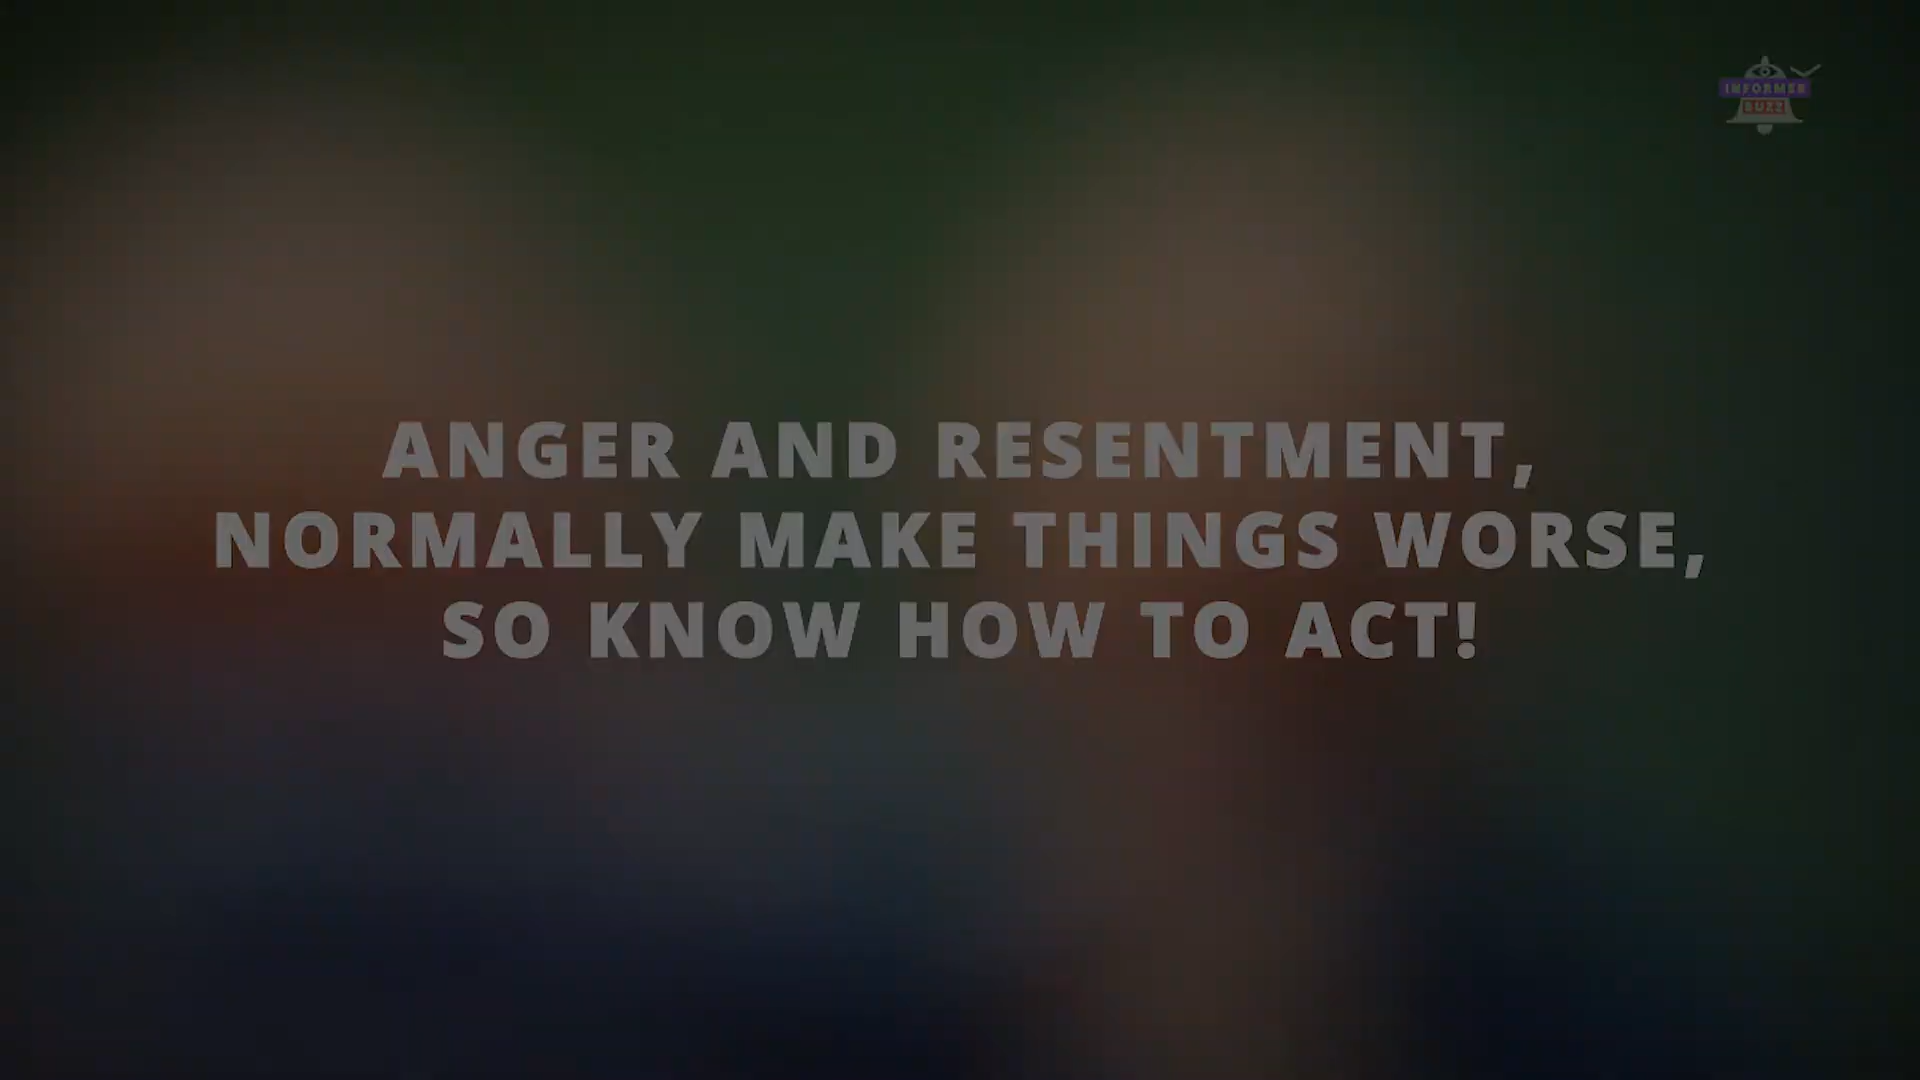 INFORMER
BUZZ
ANGER AND RESENTMENT,
NORMALLY MAKE THINGS WORSE,
SO KNOW HOW TO ACT!